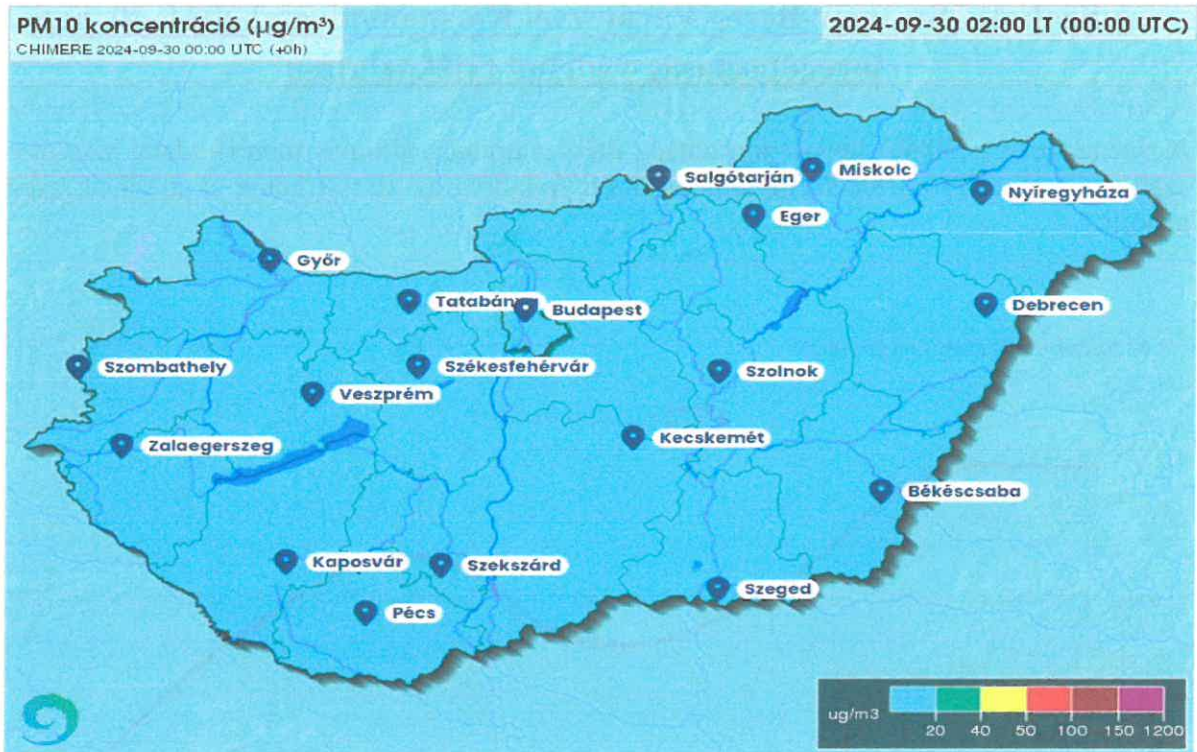 PM10 koncentráció (µg/m³)
CHIMERE 2024-09-30 00:00 UTC (+0h)
2024-09-30 02:00 LT (00:00 UTC)
Salgótarján
Miskolc
Nyíregyháza
Eger
Győr
Budapest
Debrecen
Szombathely
Székesfehérvár
Szolnok
Veszprém
Kecskemét
Zalaegerszeg
Békéscsaba
Kaposvár
Szekszárd
Szeged
Pécs
ug/m3
20 40 50 100 150 1200